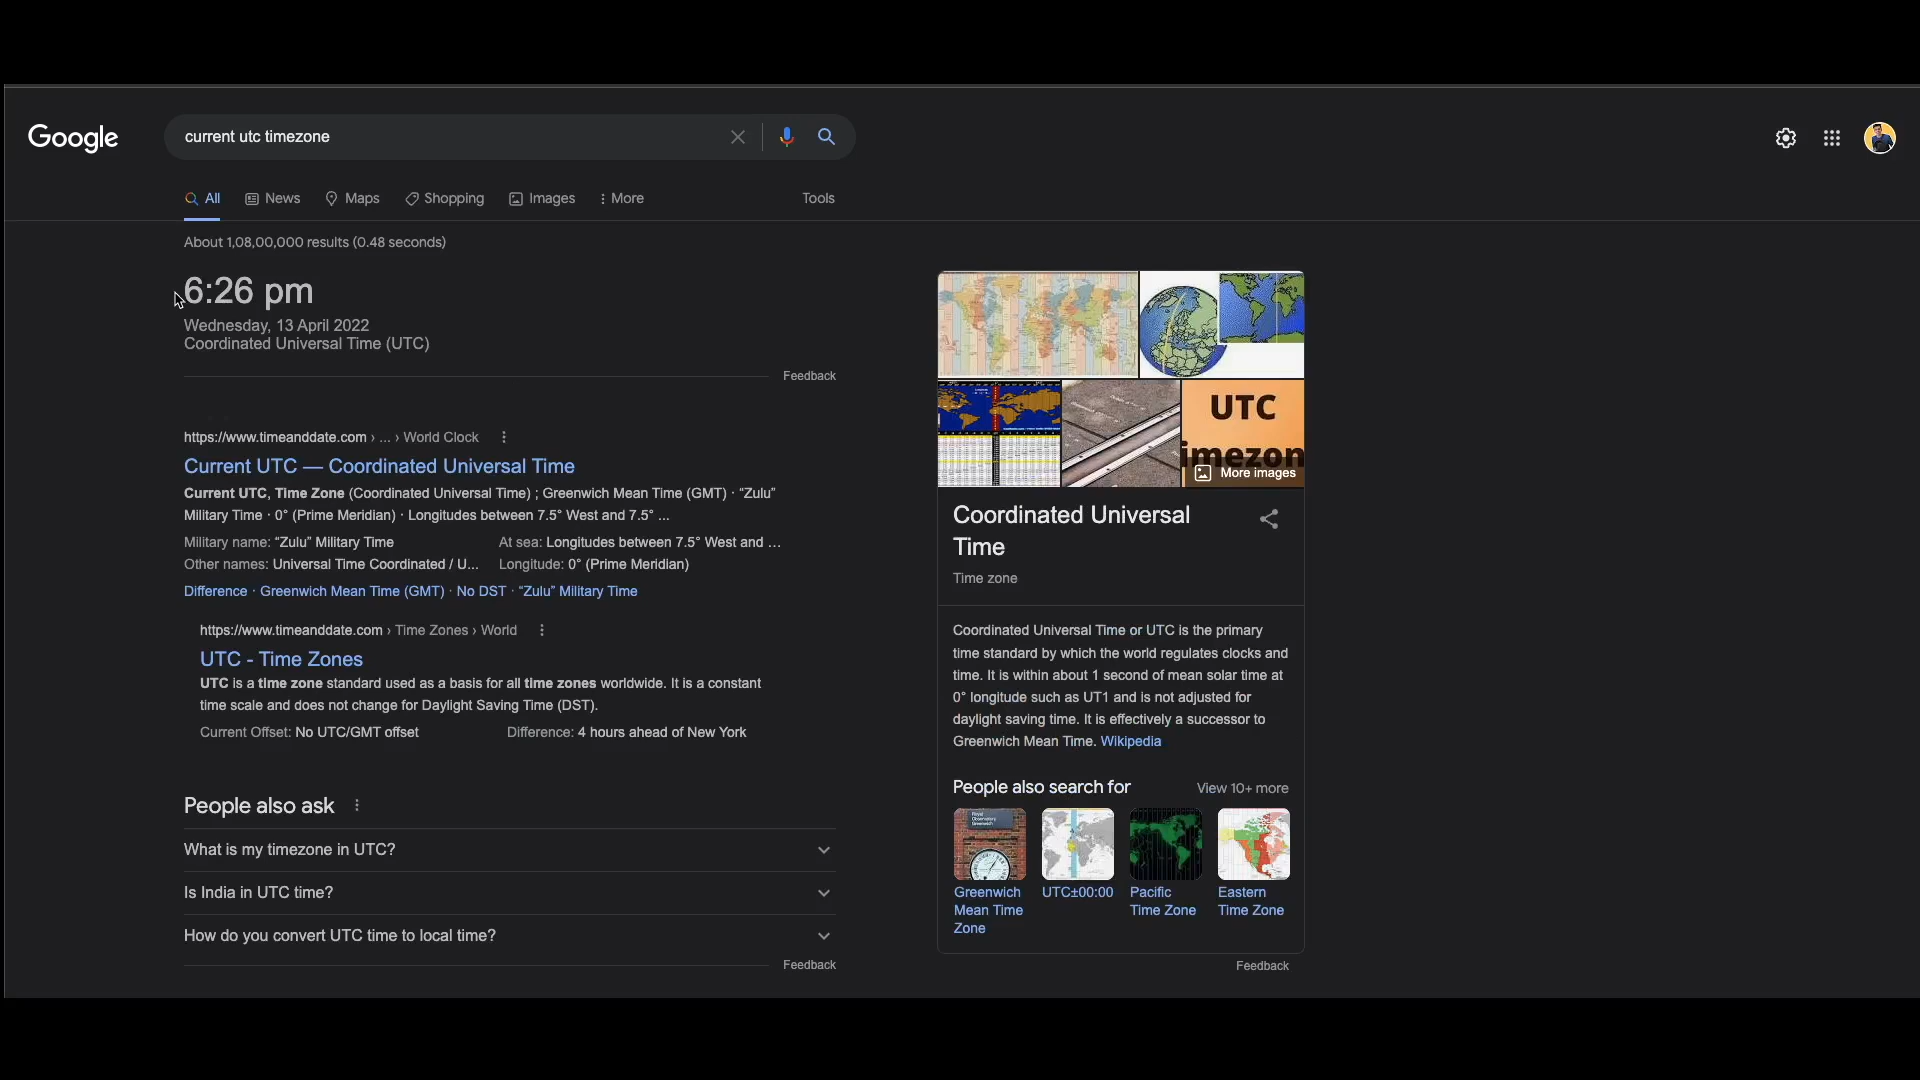 Google
current utc timezone
All
News
Maps
Shopping
Images
More
Tools
About 1,08,00,000 results (0.48 seconds)
6:26 pm
Wednesday, 13 April 2022
Coordinated Universal Time (UTC)
Feedback
https://www.timeanddate.com › ... › World Clock
Current UTC — Coordinated Universal Time
Current UTC, Time Zone (Coordinated Universal Time) ; Greenwich Mean Time (GMT) · “Zulu”
Military Time · 0° (Prime Meridian) · Longitudes between 7.5° West and 7.5° ...
Military name: “Zulu” Military Time
At sea: Longitudes between 7.5° West and ...
Other names: Universal Time Coordinated / U...
Longitude: 0° (Prime Meridian)
Difference · Greenwich Mean Time (GMT) · No DST · “Zulu” Military Time
https://www.timeanddate.com › Time Zones › World
UTC - Time Zones
UTC is a time zone standard used as a basis for all time zones worldwide. It is a constant
time scale and does not change for Daylight Saving Time (DST).
Current Offset: No UTC/GMT offset
Difference: 4 hours ahead of New York
People also ask
What is my timezone in UTC?
Is India in UTC time?
How do you convert UTC time to local time?
Feedback
UTC
imezon
More images
Coordinated Universal
Time
Time zone
Coordinated Universal Time or UTC is the primary
time standard by which the world regulates clocks and
time. It is within about 1 second of mean solar time at
0° longitude such as UT1 and is not adjusted for
daylight saving time. It is effectively a successor to
Greenwich Mean Time. Wikipedia
People also search for
View 10+ more
Royal
Observatory
Greenwich
Greenwich
Mean Time
Zone
UTC±00:00
Pacific
Time Zone
Eastern
Time Zone
Feedback